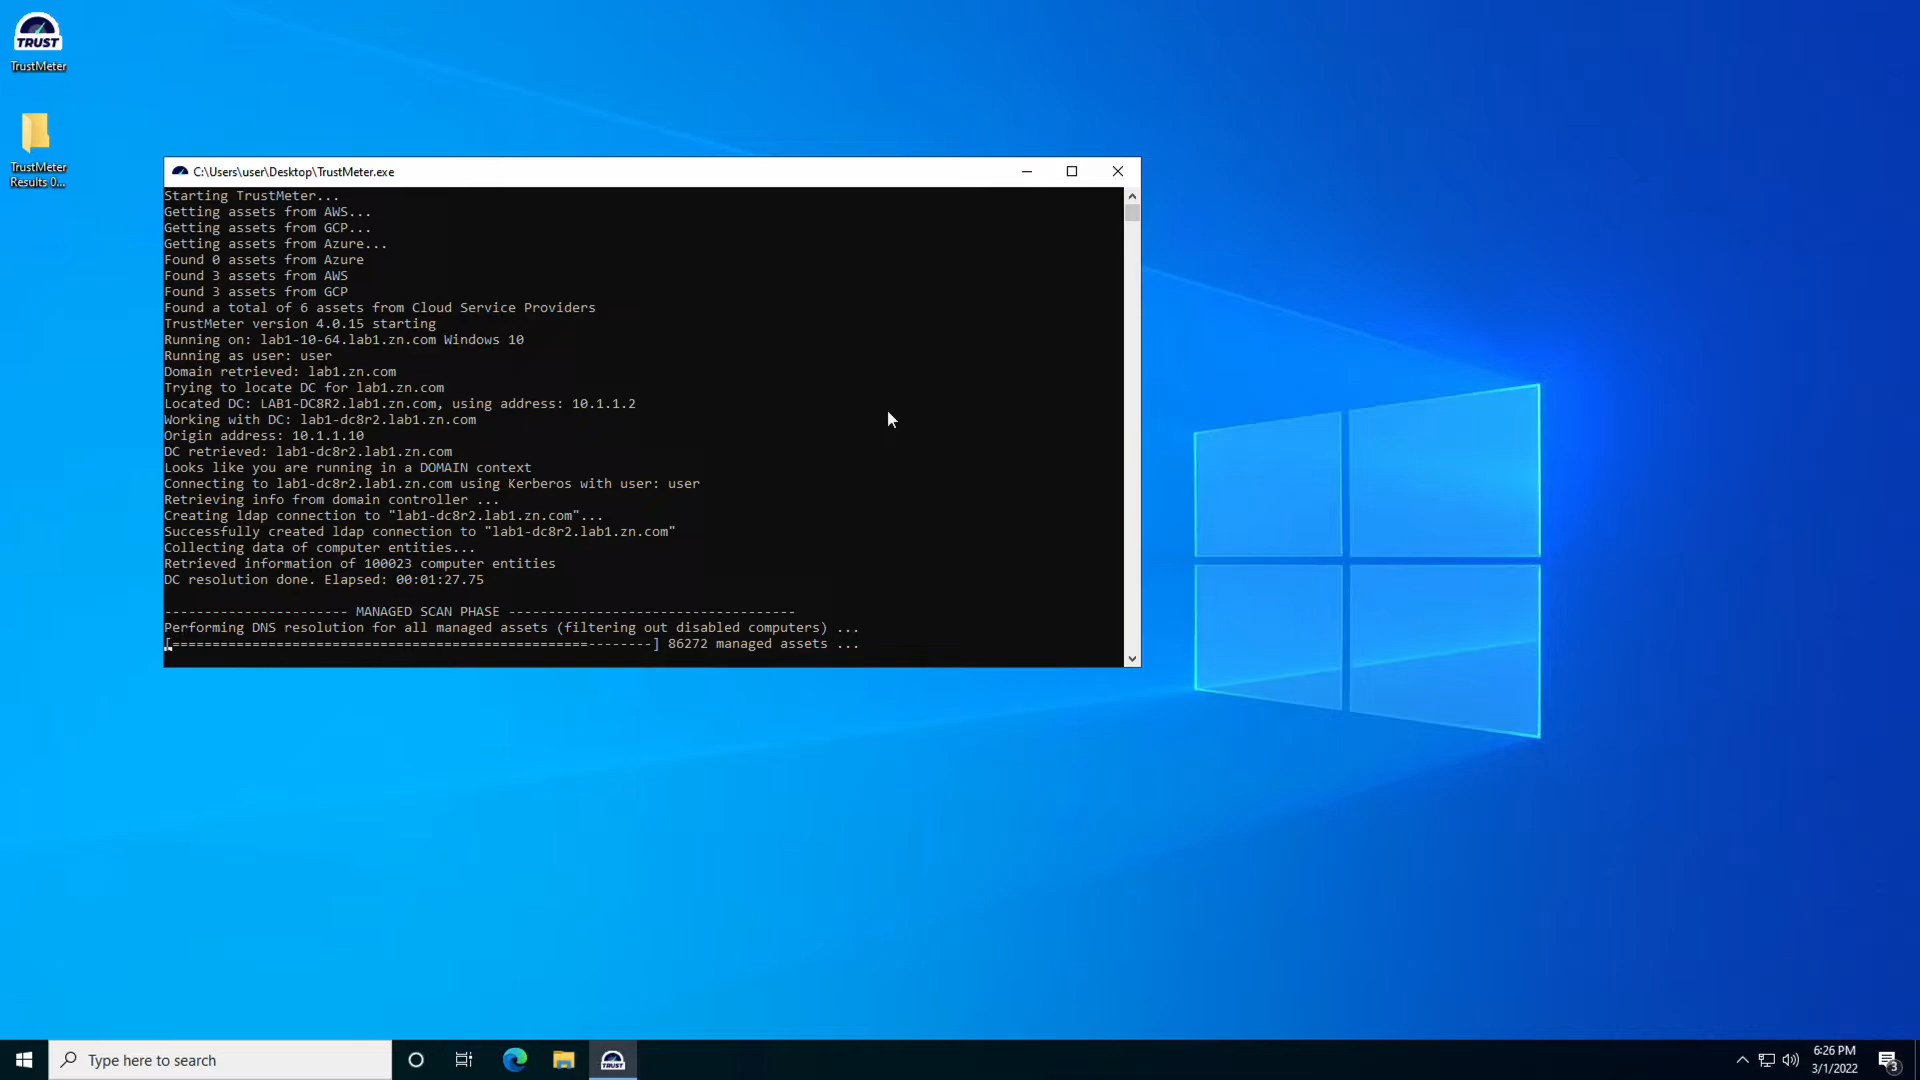 TRUST
TrustMeter
TrustMeter
Results 0...
C:\Users\user\Desktop\TrustMeter.exe
Starting TrustMeter...
Getting assets from AWS...
Getting assets from GCP...
Getting assets from Azure...
Found 0 assets from Azure
Found 3 assets from AWS
Found 3 assets from GCP
Found a total of 6 assets from Cloud Service Providers
TrustMeter version 4.0.15 starting
Running on: lab1-10-64.lab1.zn.com Windows 10
Running as user: user
Domain retrieved: lab1.zn.com
Trying to locate DC for lab1.zn.com
Located DC: LAB1-DC8R2.lab1.zn.com, using address: 10.1.1.2
Working with DC: lab1-dc8r2.lab1.zn.com
Origin address: 10.1.1.10
DC retrieved: lab1-dc8r2.lab1.zn.com
Looks like you are running in a DOMAIN context
Connecting to lab1-dc8r2.lab1.zn.com using Kerberos with user: user
Retrieving info from domain controller ...
Creating ldap connection to "lab1-dc8r2.lab1.zn.com"...
Successfully created ldap connection to "lab1-dc8r2.lab1.zn.com"
Collecting data of computer entities...
Retrieved information of 100023 computer entities
DC resolution done. Elapsed: 00:01:27.75
----------------------- MANAGED SCAN PHASE ------------------------------------
Performing DNS resolution for all managed assets (filtering out disabled computers) ...
[====================================================--------] 86272 managed assets ...
Type here to search
TRUST
6:26 PM
3/1/2022
3